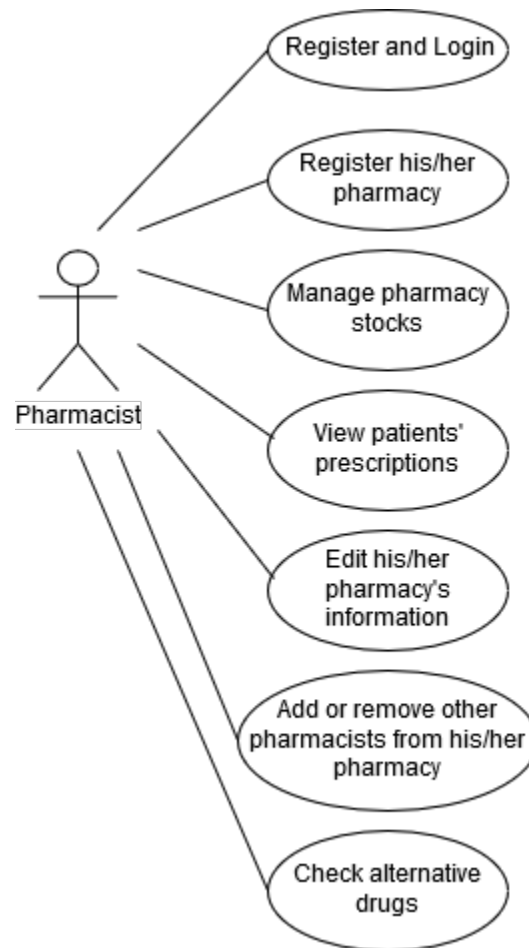 Register and Login
Register his/her
pharmacy
Manage pharmacy
stocks
Pharmacist
View patients'
prescriptions
Edit his/her
pharmacy's
information
Add or remove other
pharmacists from his/her
pharmacy
Check alternative
drugs